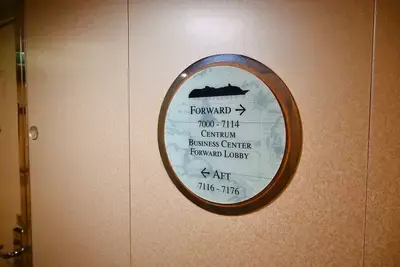 FORWARD →
7000 - 7114
CENTRUM
BUSINESS CENTER
FORWARD LOBBY
← AFT
7116 - 7176